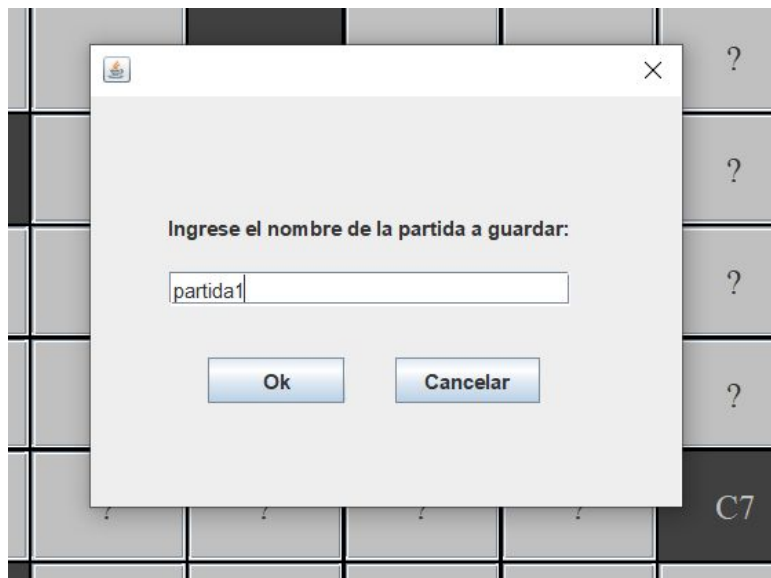 ?
?
Ingrese el nombre de la partida a guardar:
partida1
?
Ok Cancelar
?
? ? ? ? C7